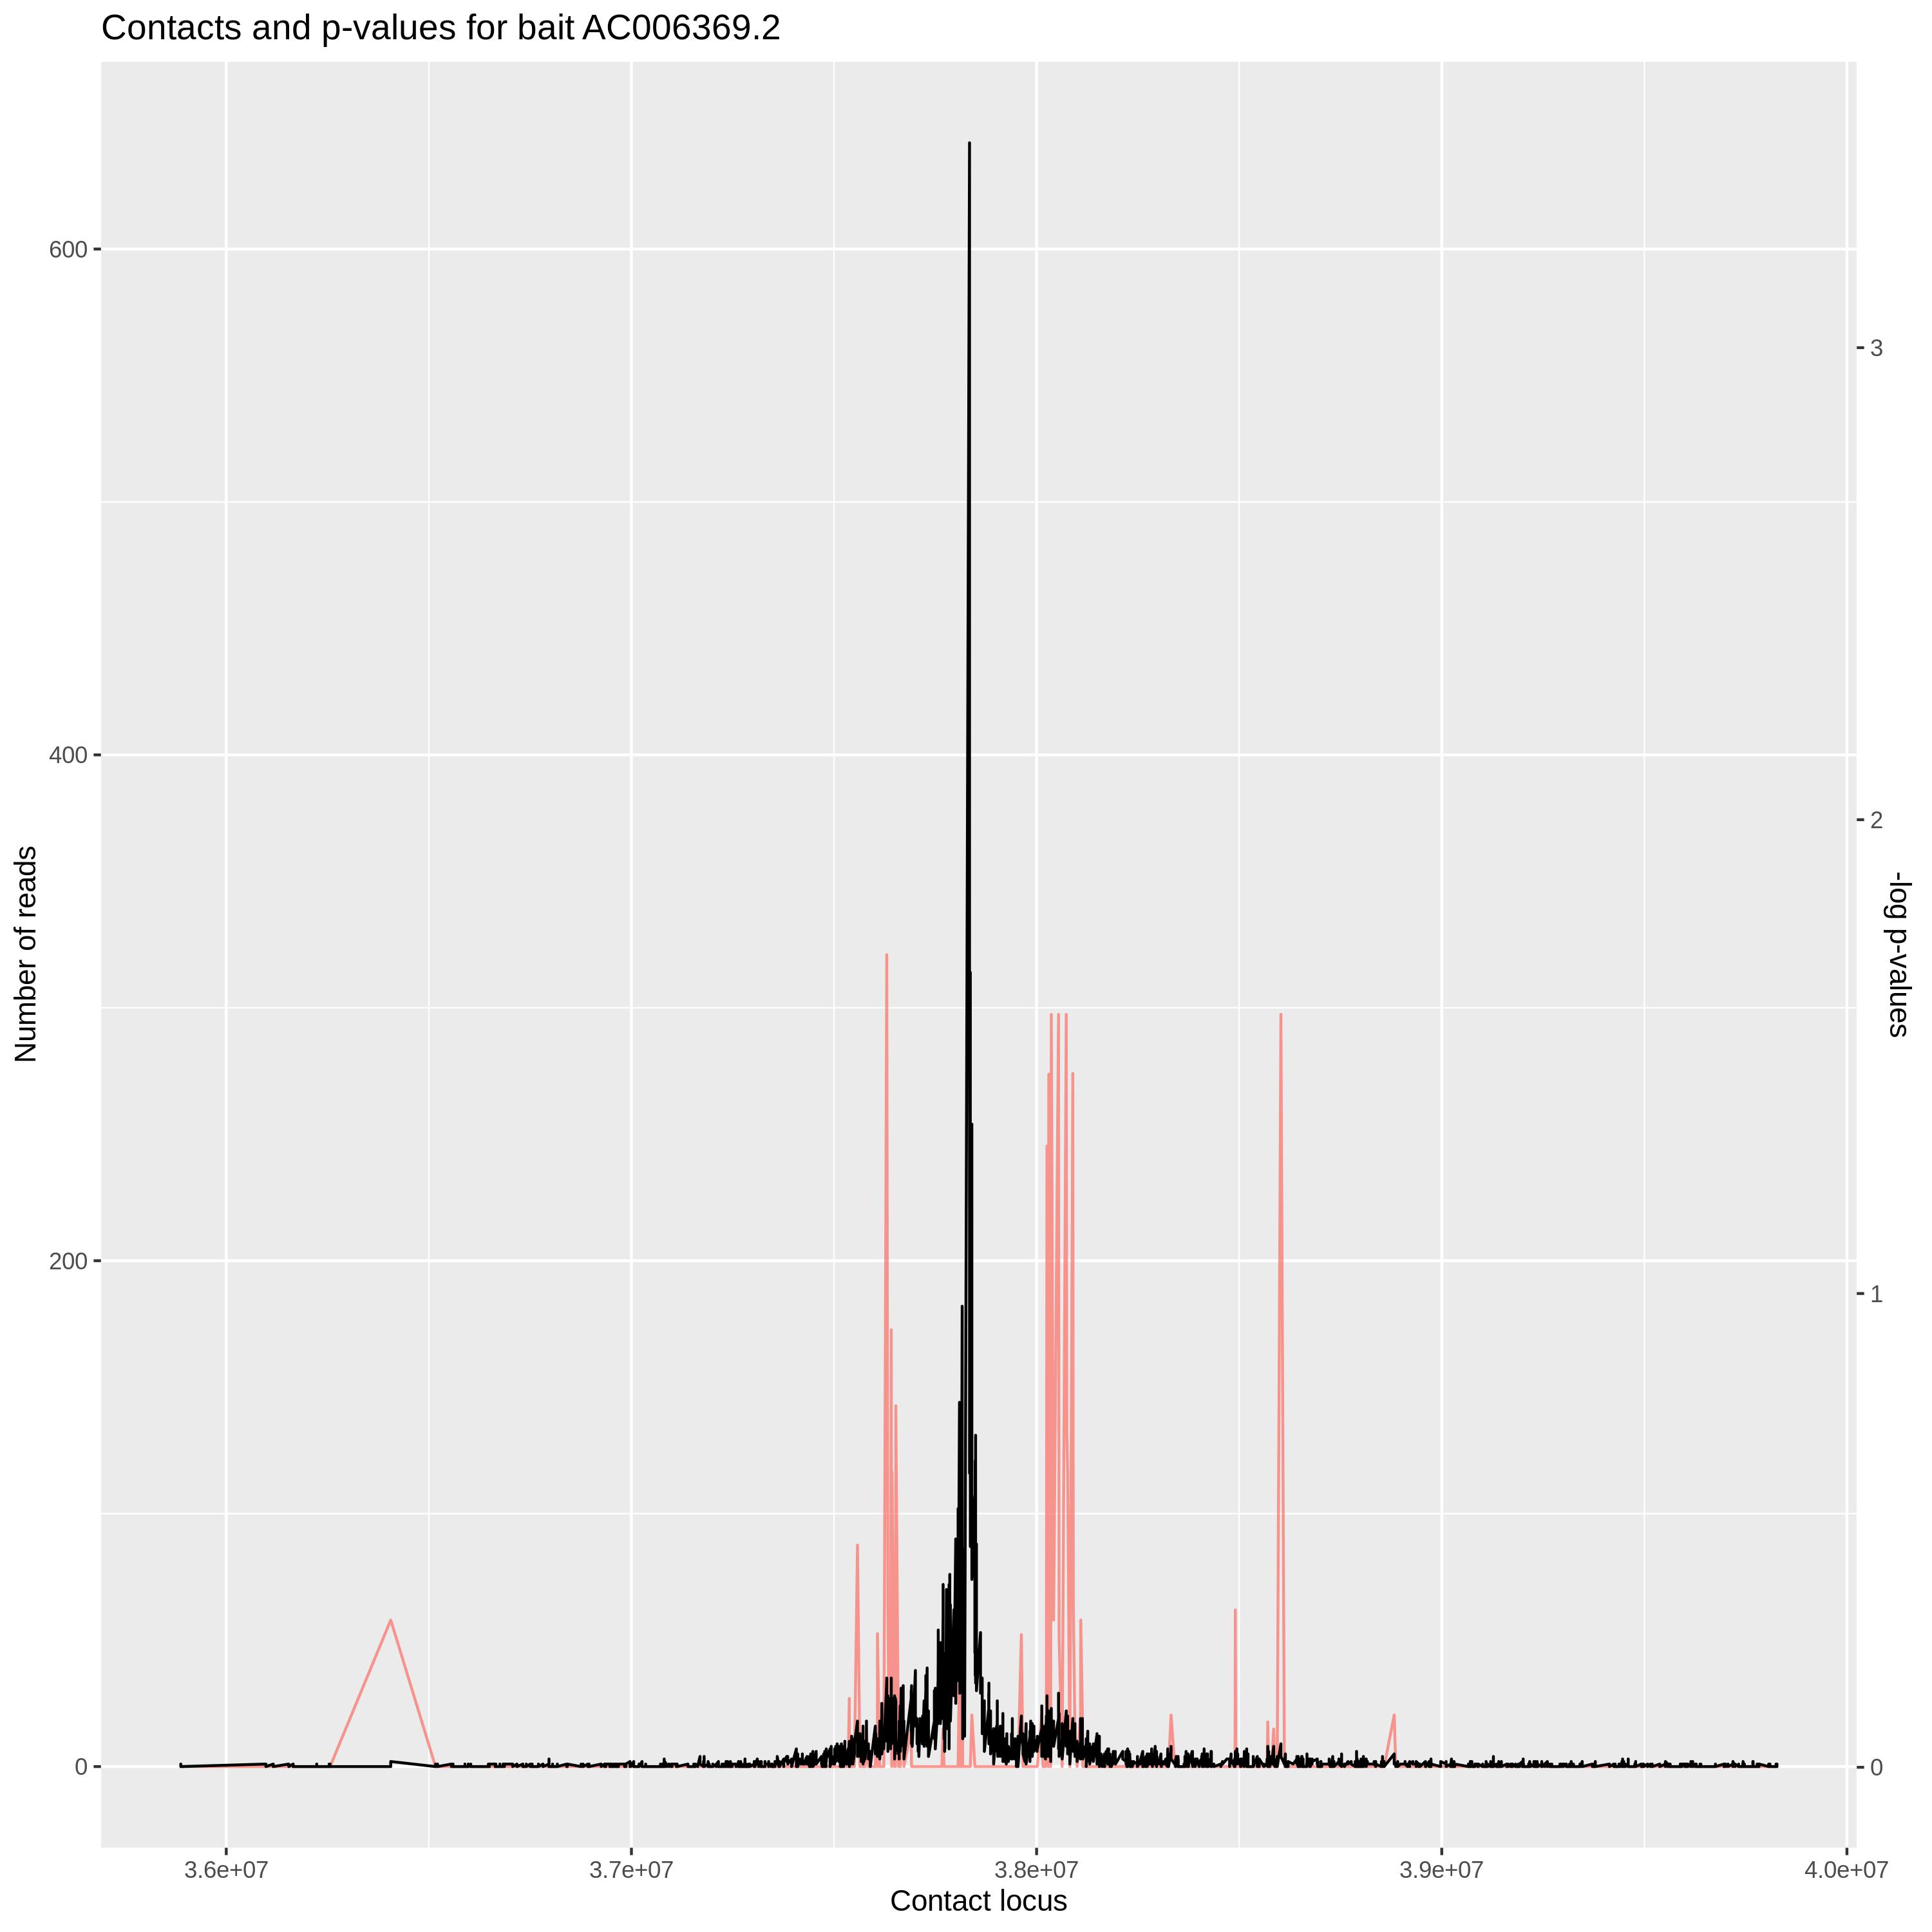 Contacts and p-values for bait AC006369.2
600
400
200
0
Number of reads
3
2
1
0
-log p-values
3.6e+07
3.7e+07
3.8e+07
3.9e+07
4.0e+07
Contact locus